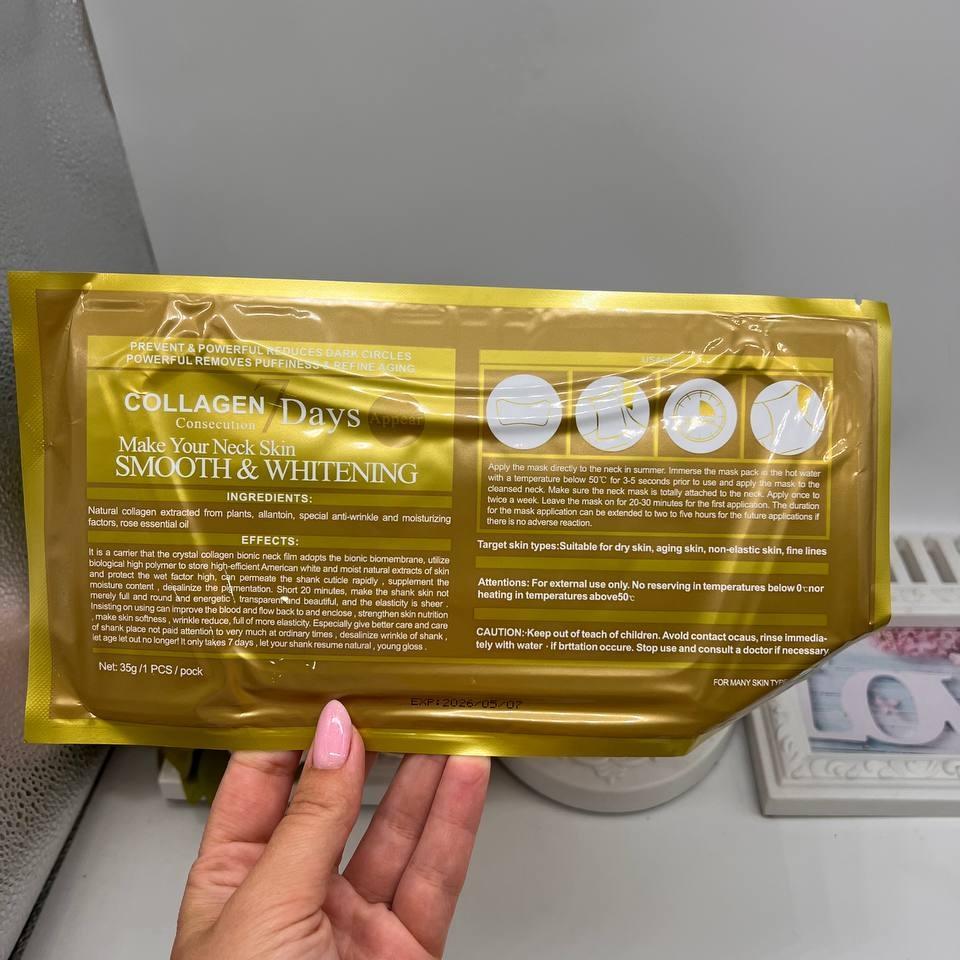 PREVENT & POWERFUL REDUCES DARK CIRCLES
POWERFUL REMOVES PUFFINESS & REFINE AGING
COLLAGEN 7 Days Appear
Consecution
Make Your Neck Skin
SMOOTH & WHITENING
INGREDIENTS:
Natural collagen extracted from plants, allantoin, special anti-wrinkle and moisturizing
factors, rose essential oil
EFFECTS:
It is a carrier that the crystal collagen bionic neck film adopts the bionic biomembrane, utilize
biological high polymer to store high-efficient American white and moist natural extracts of skin
and protect the wet factor high, can permeate the shank cuticle rapidly , supplement the
moisture content , desalinize the pigmentation. Short 20 minutes, make the shank skin not
merely full and round and energetic , transparent and beautiful, and the elasticity is sheer .
Insisting on using can improve the blood and flow back to and enclose , strengthen skin nutrition
, make skin smooth , wrinkle reduce, full of more elasticity. Especially give better care and care
of shank place not paid attention to very much at ordinary times , desalinize wrinkle of shank ,
let age let out no longer! It only takes 7 days , let your shank resume natural , young gloss .
Net: 35g /1 PCS / pock
USAGE
Apply the mask directly to the neck in summer. Immerse the mask pack in the hot water
with a temperature below 50℃ for 3-5 seconds prior to use and apply the mask to the
cleansed neck. Make sure the neck mask is totally attached to the neck. Apply once to
twice a week. Leave the mask on for 20-30 minutes for the first application. The duration
for the mask application can be extended to two to five hours for the future applications if
there is no adverse reaction.
Target skin types:Suitable for dry skin, aging skin, non-elastic skin, fine lines
Attentions: For external use only. No reserving in temperatures below 0℃nor
heating in temperatures above50℃
CAUTION:·Keep out of teach of children. Avold contact ocaus, rinse immedia-
tely with water · if brttation occure. Stop use and consult a doctor if necessary
FOR MANY SKIN
EXP:2026/05/07